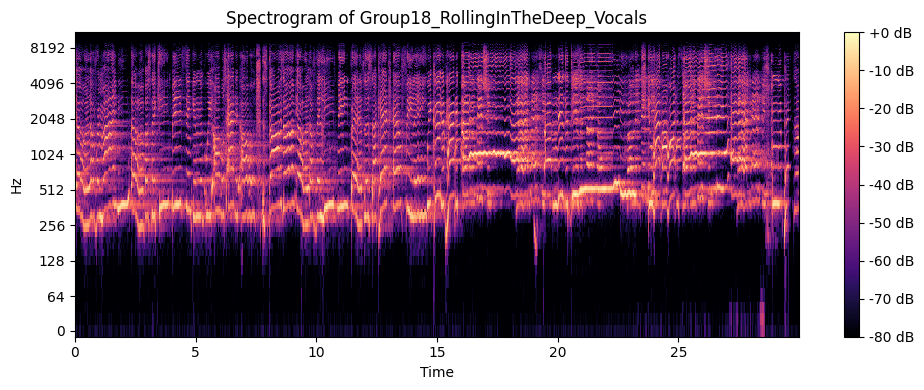 Spectrogram of Group18_RollingInTheDeep_Vocals
8192
4096
2048
1024
512
256
128
64
0
Hz
0
5
10
15
20
25
Time
+0 dB
-10 dB
-20 dB
-30 dB
-40 dB
-50 dB
-60 dB
-70 dB
-80 dB